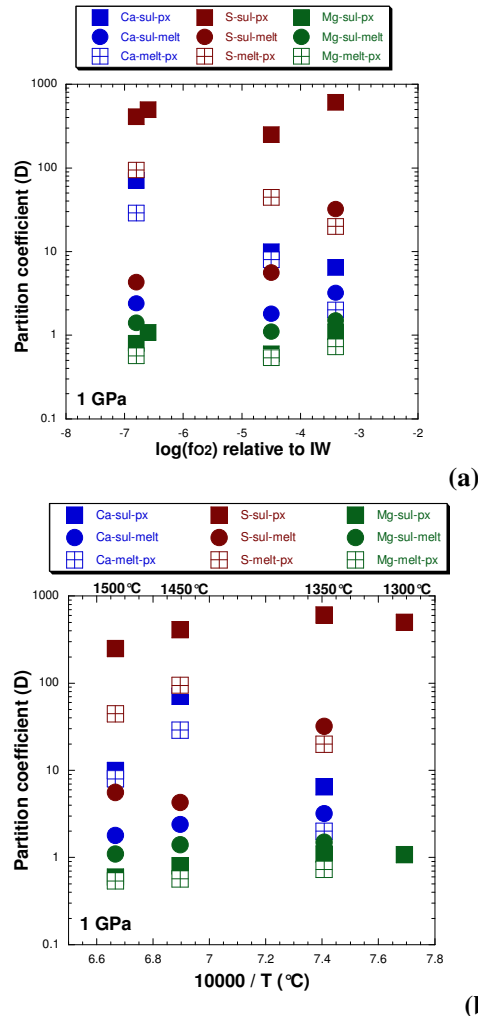 Ca-sul-px S-sul-px Mg-sul-px
Ca-sul-melt S-sul-melt Mg-sul-melt
Ca-melt-px S-melt-px Mg-melt-px
1000
100
10
1
0.1
Partition coefficient (D)
1 GPa
-8 -7 -6 -5 -4 -3 -2
log(fO2) relative to IW
(a)
Ca-sul-px S-sul-px Mg-sul-px
Ca-sul-melt S-sul-melt Mg-sul-melt
Ca-melt-px S-melt-px Mg-melt-px
1500°C 1450°C 1350°C 1300°C
1000
100
10
1
0.1
Partition coefficient (D)
1 GPa
6.6 6.8 7 7.2 7.4 7.6 7.8
10000 / T (°C)
(b